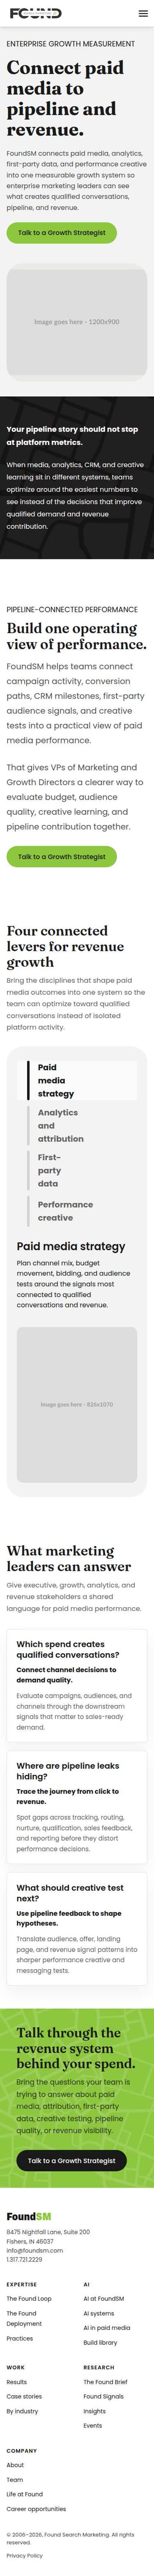 FOUND
ENTERPRISE GROWTH MEASUREMENT
Connect paid
media to
pipeline and
revenue.
FoundSM connects paid media, analytics,
first-party data, and performance creative
into one measurable growth system so
enterprise marketing leaders can see
what creates qualified conversations,
pipeline, and revenue.
Talk to a Growth Strategist
Image goes here - 1200x900
Your pipeline story should not stop
at platform metrics.
When media, analytics, CRM, and creative
learning sit in different systems, teams
optimize around the easiest numbers to
see instead of the decisions that improve
qualified demand and revenue
contribution.
PIPELINE-CONNECTED PERFORMANCE
Build one operating
view of performance.
FoundSM helps teams connect
campaign activity, conversion
paths, CRM milestones, first-party
audience signals, and creative
tests into a practical view of paid
media performance.
That gives VPs of Marketing and
Growth Directors a clearer way to
evaluate budget, audience
quality, creative learning, and
pipeline contribution together.
Talk to a Growth Strategist
Four connected
levers for revenue
growth
Bring the disciplines that shape paid
media outcomes into one system so the
team can optimize toward qualified
conversations instead of isolated
platform activity.
Paid
media
strategy
Analytics
and
attribution
First-
party
data
Performance
creative
Paid media strategy
Plan channel mix, budget
movement, bidding, and audience
tests around the signals most
connected to qualified
conversations and revenue.
Image goes here - 826x1070
What marketing
leaders can answer
Give executive, growth, analytics, and
revenue stakeholders a shared
language for paid media performance.
Which spend creates
qualified conversations?
Connect channel decisions to
demand quality.
Evaluate campaigns, audiences, and
channels through the downstream
signals that matter to sales-ready
demand.
Where are pipeline leaks
hiding?
Trace the journey from click to
revenue.
Spot gaps across tracking, routing,
nurture, qualification, sales feedback,
and reporting before they distort
performance decisions.
What should creative test
next?
Use pipeline feedback to shape
hypotheses.
Translate audience, offer, landing
page, and revenue signal patterns into
sharper performance creative and
messaging tests.
Talk through the
revenue system
behind your spend.
Bring the questions your team is
trying to answer about paid
media, attribution, first-party
data, creative testing, pipeline
quality, or revenue visibility.
Talk to a Growth Strategist
FoundSM
8475 Nightfall Lane, Suite 200
Fishers, IN 46037
info@foundsm.com
1.317.721.2229
EXPERTISE
The Found Loop
The Found
Deployment
Practices
AI
AI at FoundSM
AI systems
AI in paid media
Build library
WORK
Results
Case studies
By industry
RESEARCH
The Found Brief
Found Signals
Insights
Events
COMPANY
About
Team
Life at Found
Career opportunities
© 2006–2026, Found Search Marketing. All rights
reserved.
Privacy Policy